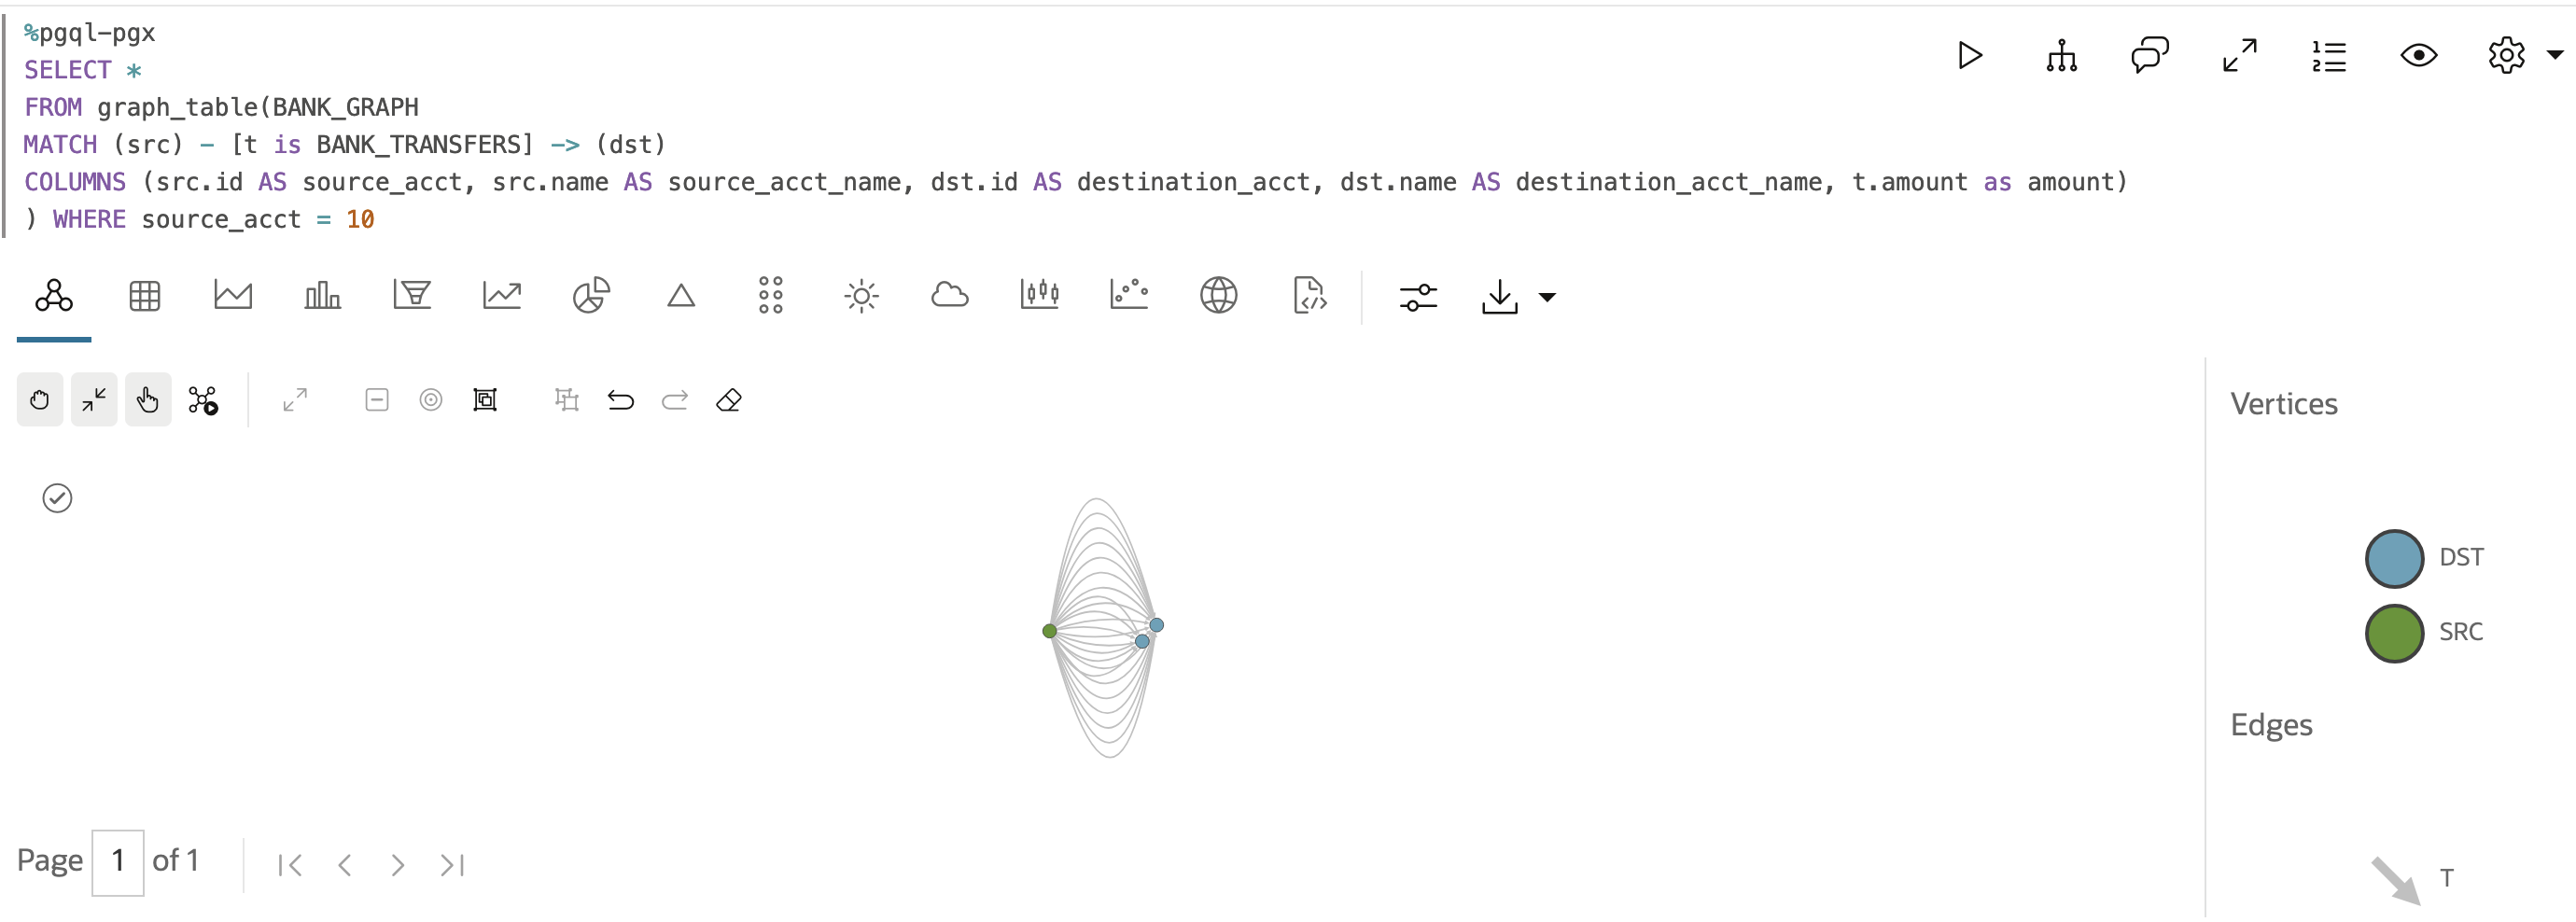 %pgql-pgx
SELECT *
FROM graph_table(BANK_GRAPH
MATCH (src) - [t is BANK_TRANSFERS] -> (dst)
COLUMNS (src.id AS source_acct, src.name AS source_acct_name, dst.id AS destination_acct, dst.name AS destination_acct_name, t.amount as amount)
) WHERE source_acct = 10
Vertices
DST
SRC
Edges
T
Page 1 of 1